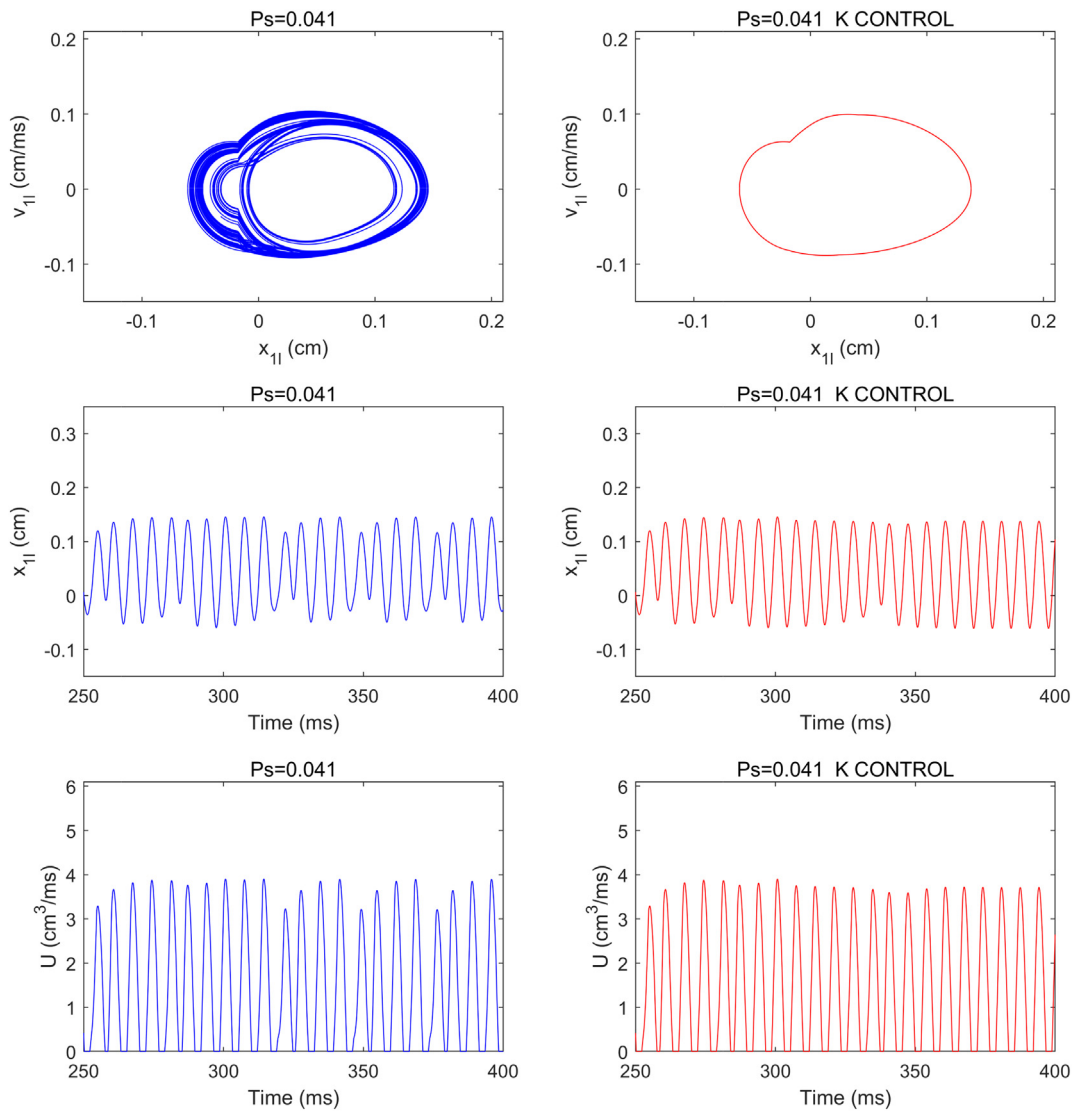 Ps=0.041
0.2
0.1
0
-0.1
v1l (cm/ms)
-0.1 0 0.1 0.2
x1l (cm)
Ps=0.041 K CONTROL
0.2
0.1
0
-0.1
v1l (cm/ms)
-0.1 0 0.1 0.2
x1l (cm)
Ps=0.041
0.3
0.2
0.1
0
-0.1
x1l (cm)
250 300 350 400
Time (ms)
Ps=0.041 K CONTROL
0.3
0.2
0.1
0
-0.1
x1l (cm)
250 300 350 400
Time (ms)
Ps=0.041
6
5
4
3
2
1
0
U (cm³/ms)
250 300 350 400
Time (ms)
Ps=0.041 K CONTROL
6
5
4
3
2
1
0
U (cm³/ms)
250 300 350 400
Time (ms)